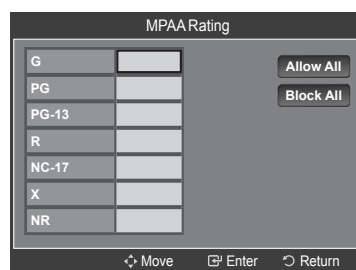 MPAA Rating
G
Allow All
PG
Block All
PG-13
R
NC-17
X
NR
Move Enter Return